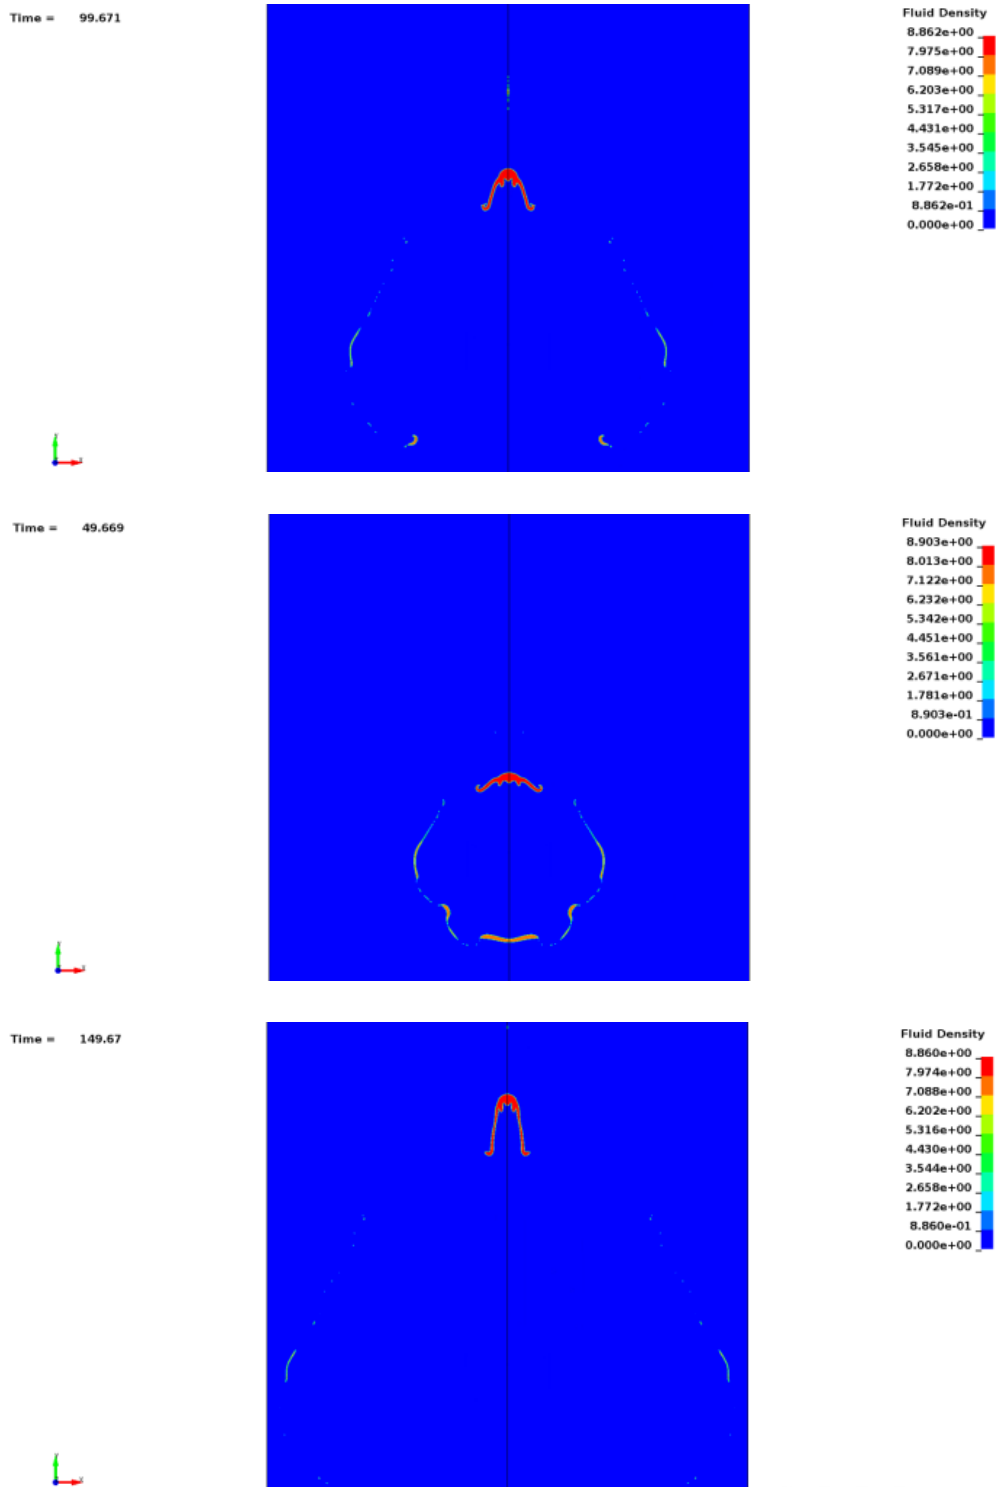 Time = 99.671
Fluid Density
8.862e+00
7.975e+00
7.089e+00
6.203e+00
5.317e+00
4.431e+00
3.545e+00
2.658e+00
1.772e+00
8.862e-01
0.000e+00
Time = 49.669
Fluid Density
8.903e+00
8.013e+00
7.122e+00
6.232e+00
5.342e+00
4.451e+00
3.561e+00
2.671e+00
1.781e+00
8.903e-01
0.000e+00
Time = 149.67
Fluid Density
8.860e+00
7.974e+00
7.088e+00
6.202e+00
5.316e+00
4.430e+00
3.544e+00
2.658e+00
1.772e+00
8.860e-01
0.000e+00